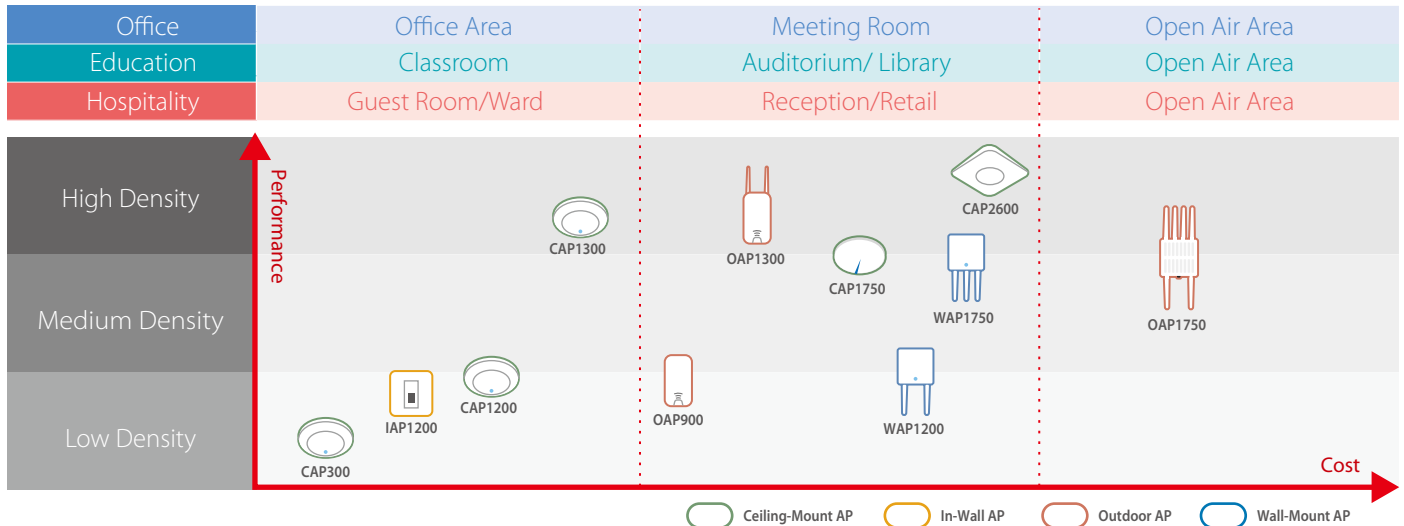 Office Office Area Meeting Room Open Air Area
Education Classroom Auditorium/ Library Open Air Area
Hospitality Guest Room/Ward Reception/Retail Open Air Area
High Density
Performance
CAP2600
CAP1300
OAP1300
CAP1750
Medium Density
WAP1750
OAP1750
CAP1200
OAP900
IAP1200
WAP1200
Low Density
CAP300
Cost
Ceiling-Mount AP In-Wall AP Outdoor AP Wall-Mount AP